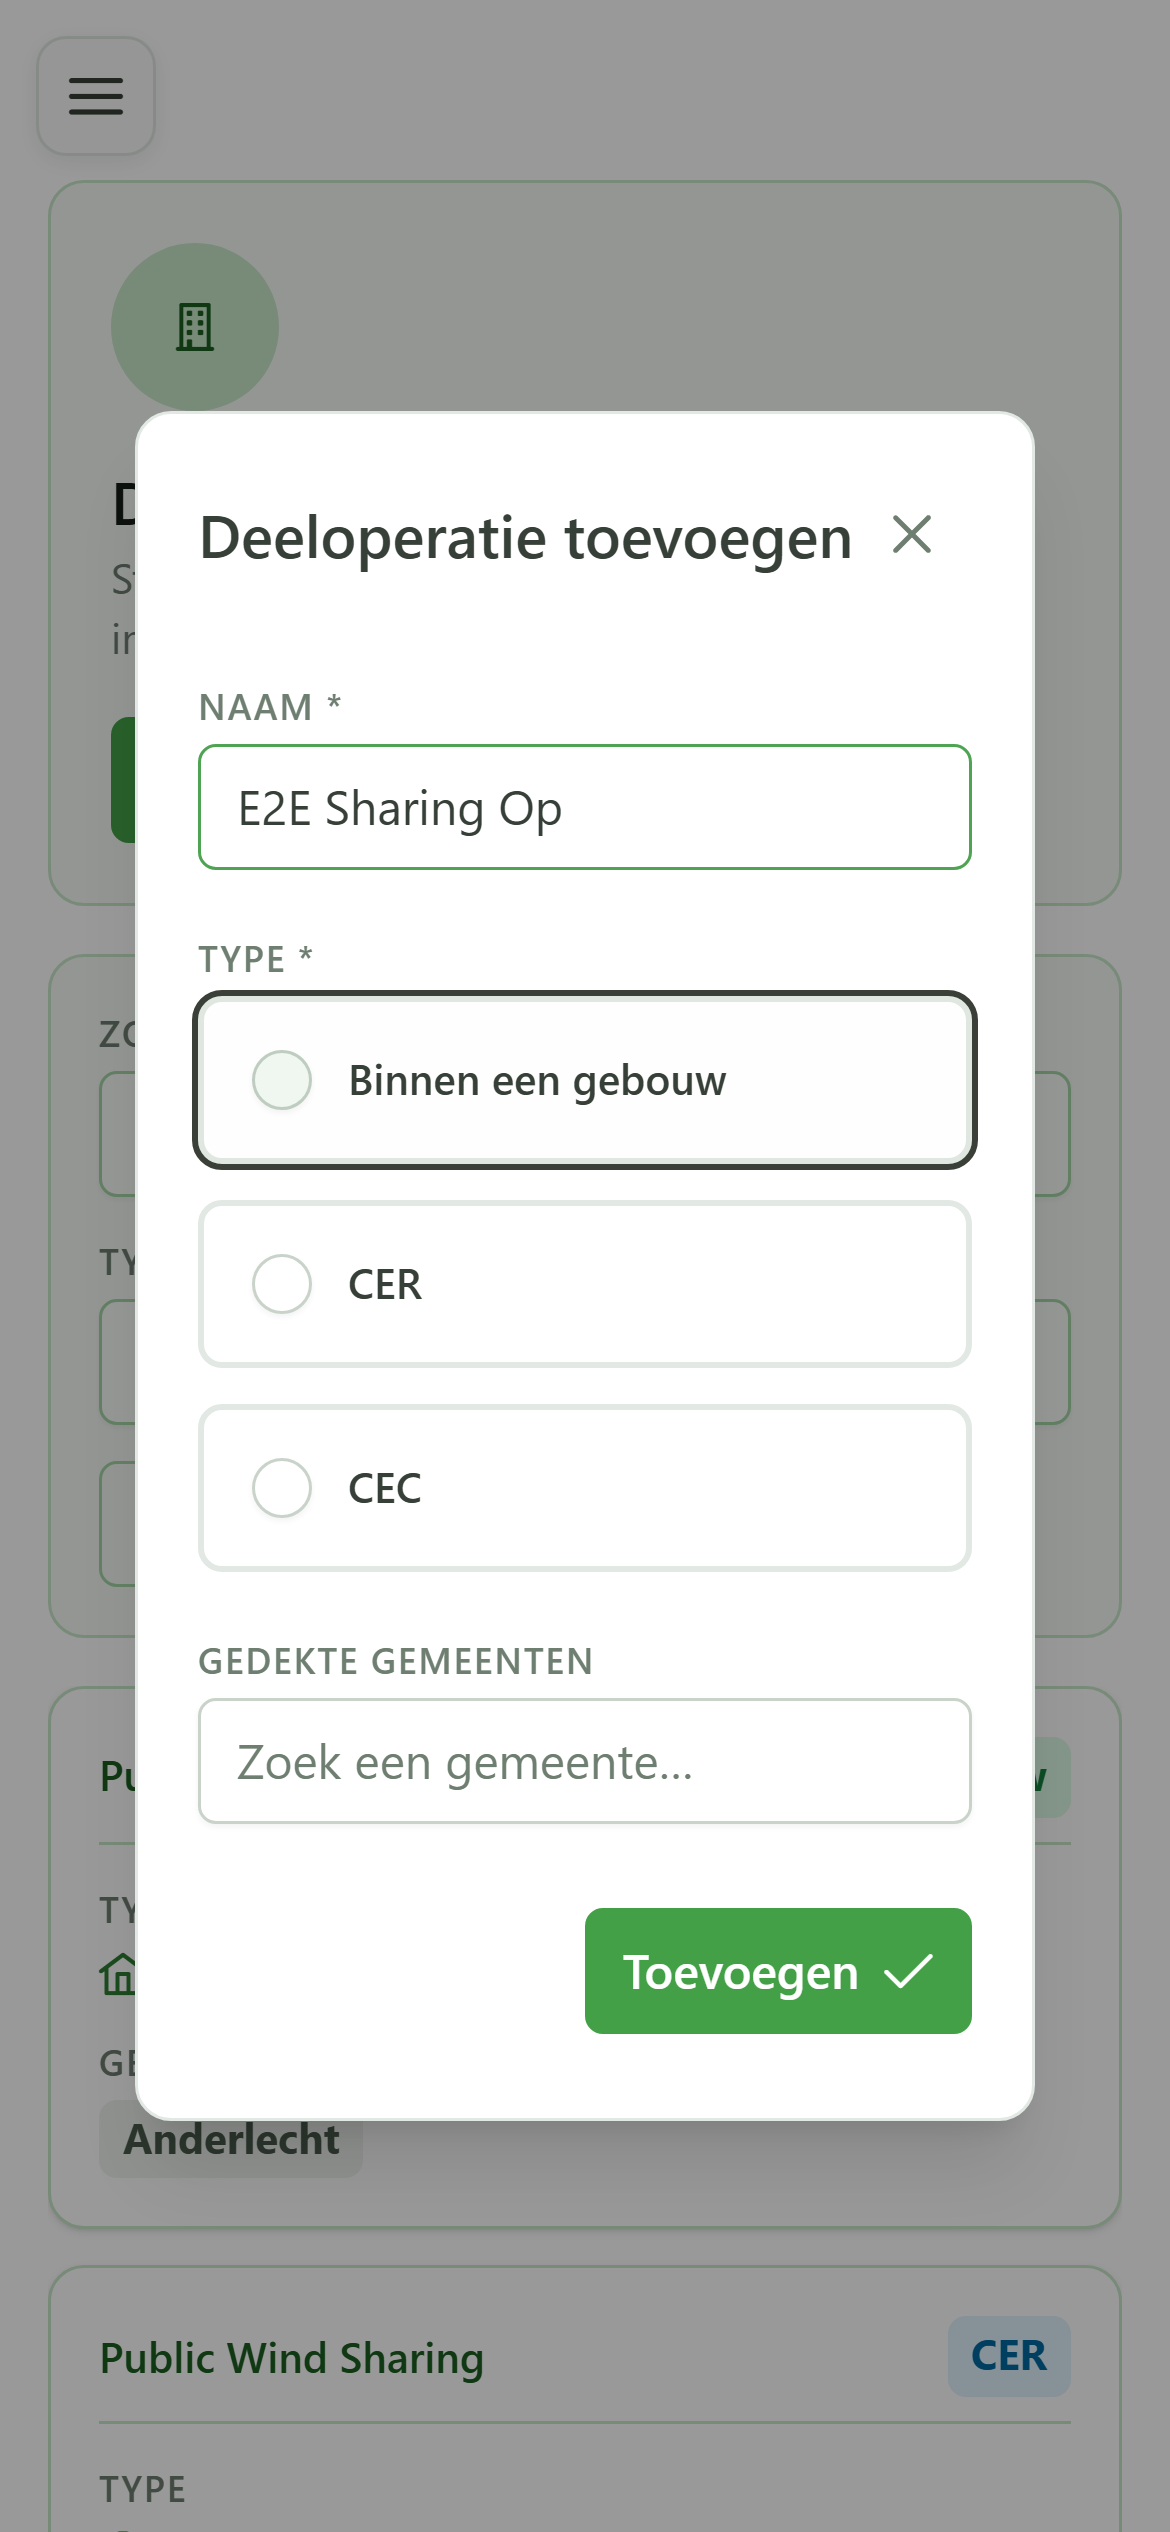 Deeloperatie toevoegen
NAAM *
E2E Sharing Op
TYPE *
Binnen een gebouw
CER
CEC
GEDEKTE GEMEENTEN
Zoek een gemeente...
Toevoegen
Anderlecht
Public Wind Sharing
CER
TYPE